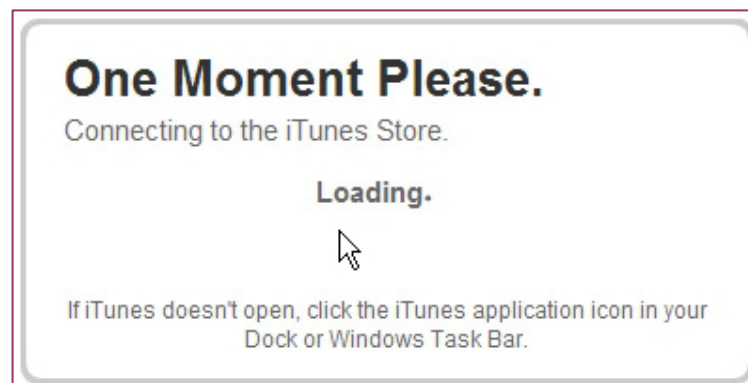 One Moment Please.
Connecting to the iTunes Store.
Loading.
If iTunes doesn't open, click the iTunes application icon in your
Dock or Windows Task Bar.